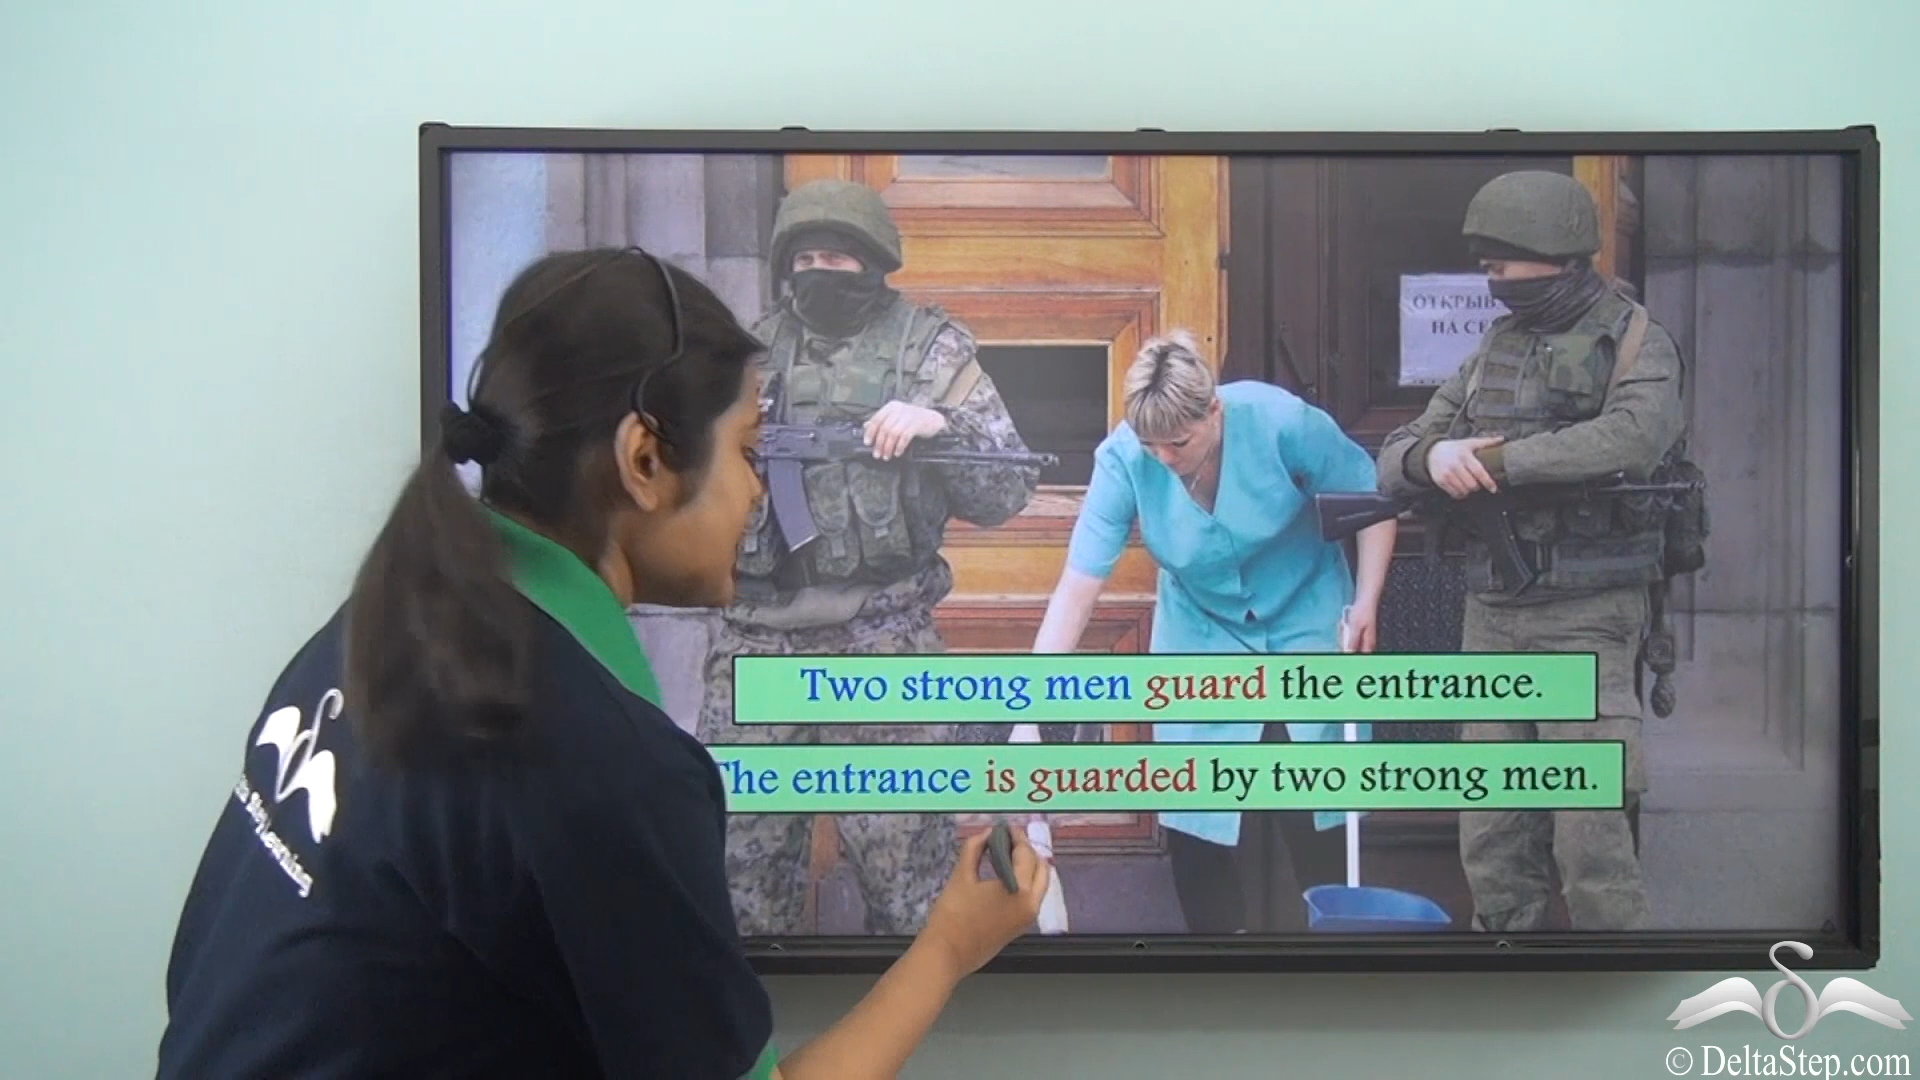 ОТКРЫВ
НА СЕ
Two strong men guard the entrance.
The entrance is guarded by two strong men.
Learning
© DeltaStep.com